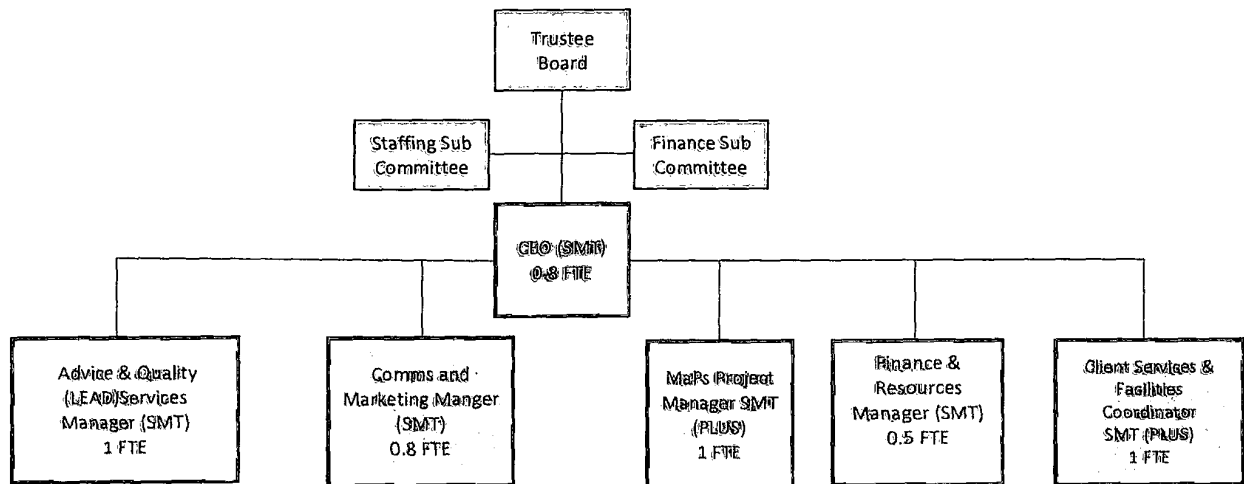 Trustee
Board
Staffing Sub
Committee
Finance Sub
Committee
CEO (SMT)
0.8 FTE
Advice & Quality
(LEAD)Services
Manager (SMT)
1 FTE
Comms and
Marketing Manger
(SMT)
0.8 FTE
MaPs Project
Manager SMT
(PLUS)
1 FTE
Finance &
Resources
Manager (SMT)
0.5 FTE
Client Services &
Facilities
Coordinator
SMT (PLUS)
1 FTE